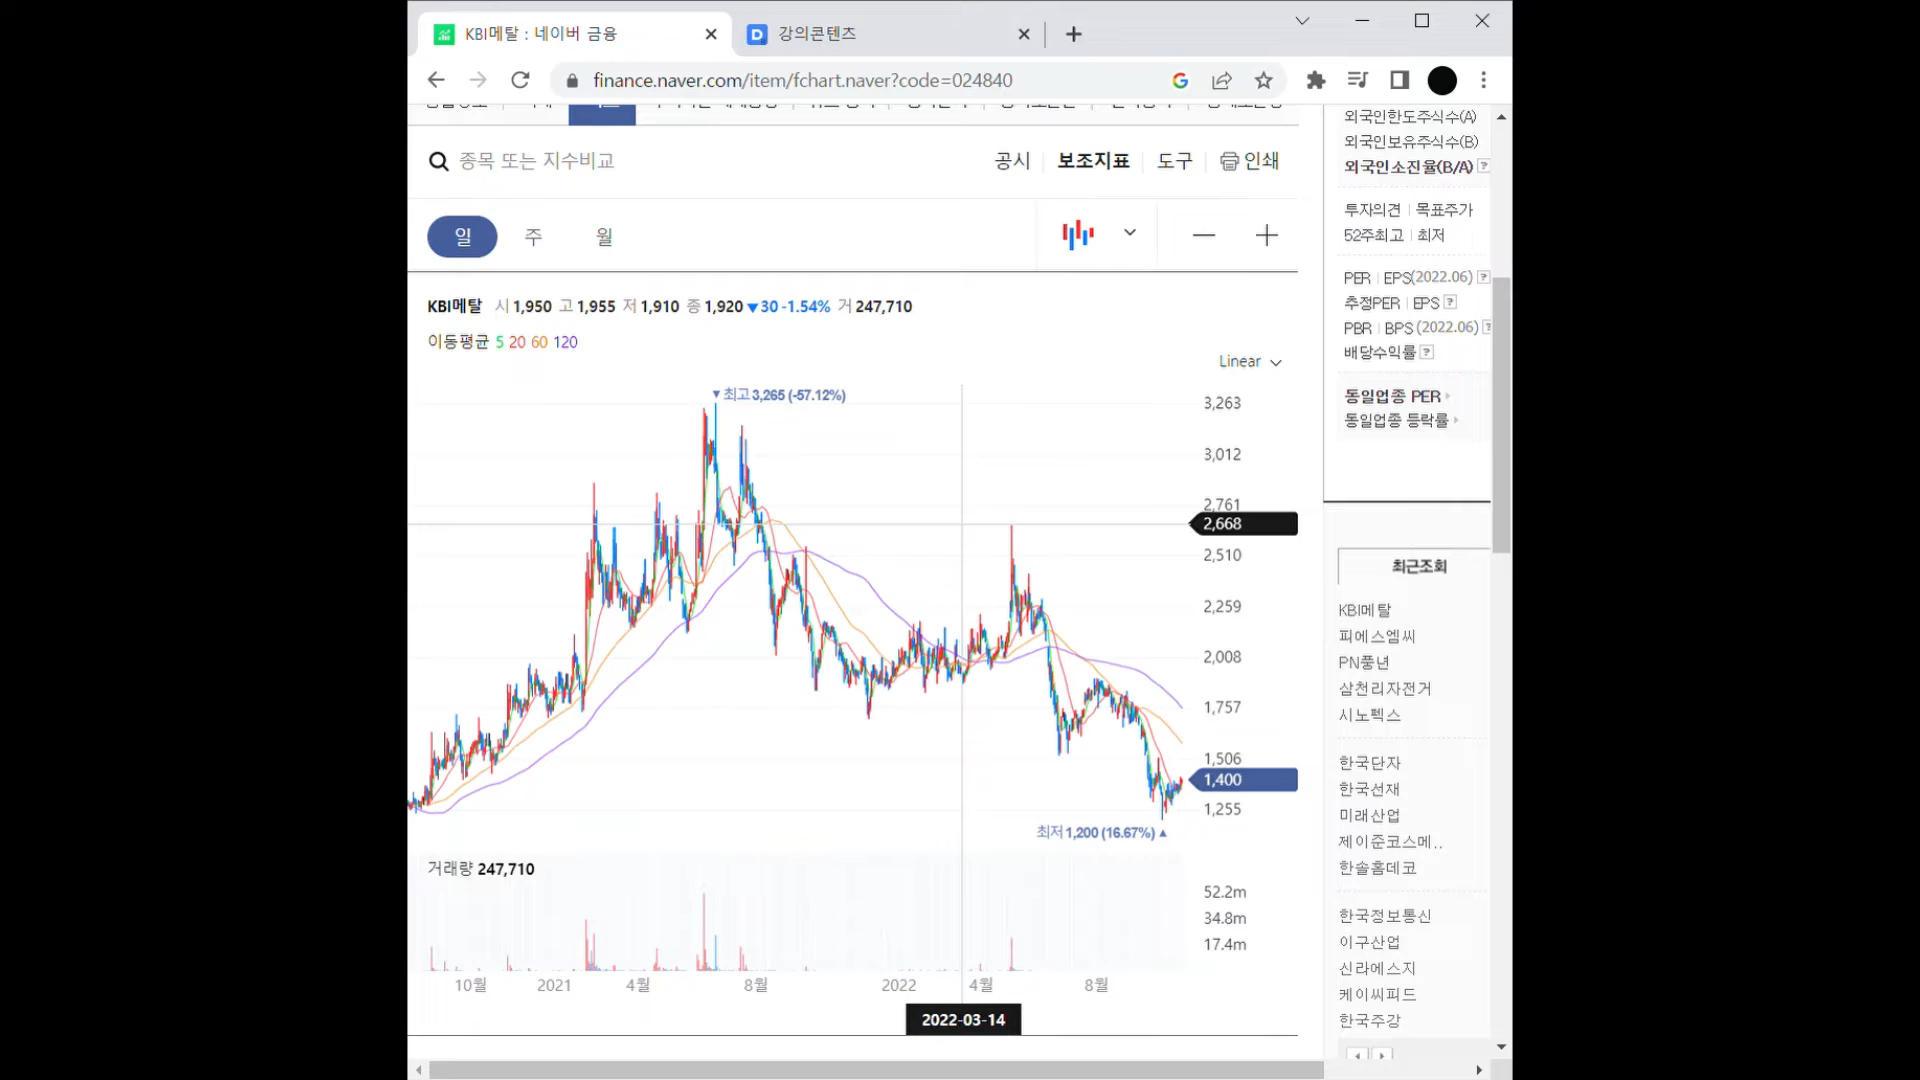 KBI메탈 : 네이버 금융
강의콘텐츠
finance.naver.com/item/fchart.naver?code=024840
종목 또는 지수비교
공시 보조지표 도구 인쇄
일 주 월
KBI메탈 시 1,950 고 1,955 저 1,910 종 1,920 ▼30 -1.54% 거 247,710
이동평균 5 20 60 120
Linear
▼최고 3,265 (-57.12%)
3,263
3,012
2,761
2,668
2,510
2,259
2,008
1,757
1,506
1,400
1,255
최저 1,200 (16.67%) ▲
거래량 247,710
52.2m
34.8m
17.4m
10월 2021 4월 8월 2022 4월 8월
2022-03-14
외국인한도주식수(A)
외국인보유주식수(B)
외국인소진율(B/A) ?
투자의견 | 목표주가
52주최고 | 최저
PER | EPS(2022.06) ?
추정PER | EPS ?
PBR | BPS (2022.06) ?
배당수익률 ?
동일업종 PER
동일업종 등락률
최근조회
KBI메탈
피에스엠씨
PN풍년
삼천리자전거
시노펙스
한국단자
한국선재
미래산업
제이준코스메..
한솔홈데코
한국정보통신
이구산업
신라에스지
케이씨피드
한국주강